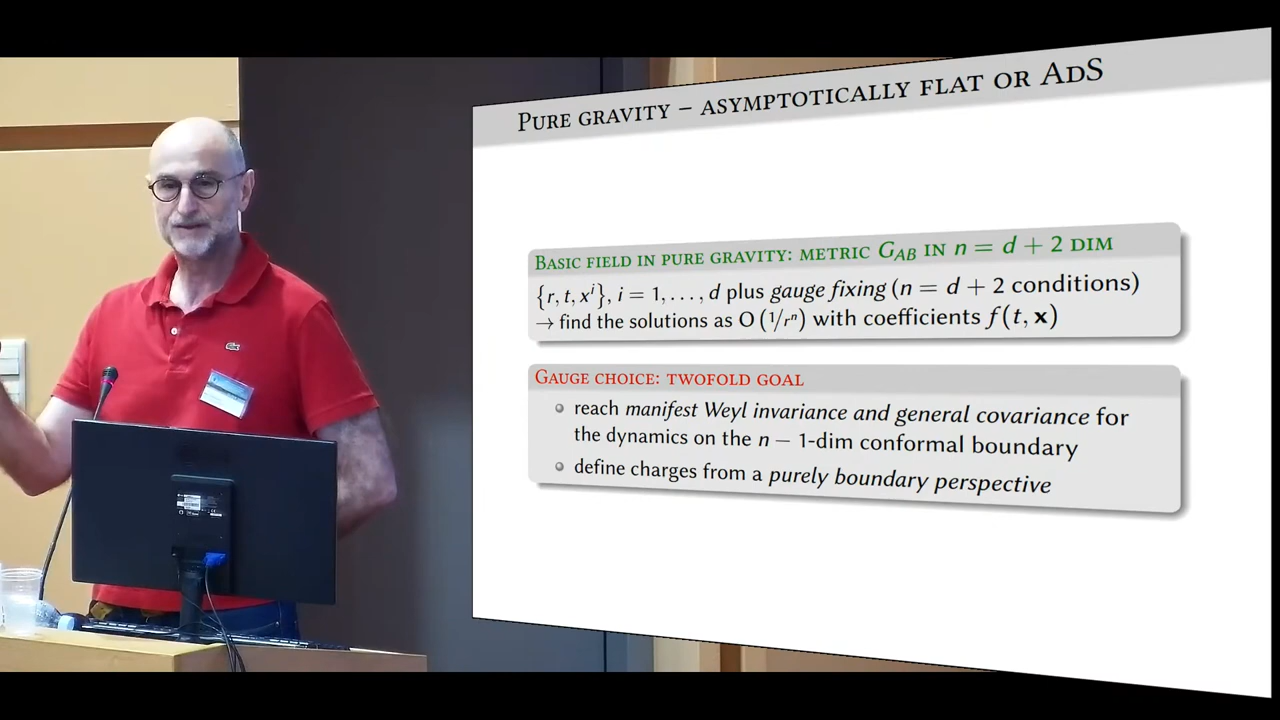 PURE GRAVITY – ASYMPTOTICALLY FLAT OR ADS
BASIC FIELD IN PURE GRAVITY: METRIC G_AB IN n = d + 2 DIM
{r, t, xⁱ}, i = 1, . . . , d plus gauge fixing (n = d + 2 conditions)
→ find the solutions as O (1/rⁿ) with coefficients f(t, x)
GAUGE CHOICE: TWOFOLD GOAL
reach manifest Weyl invariance and general covariance for
the dynamics on the n − 1-dim conformal boundary
define charges from a purely boundary perspective